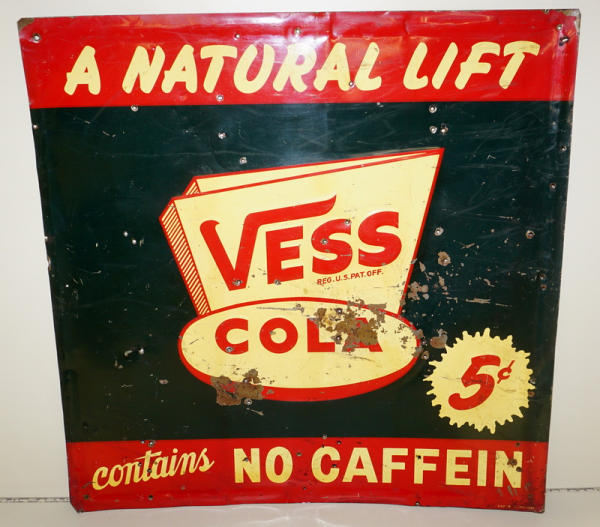 A NATURAL LIFT
VESS
REG. U.S. PAT. OFF.
COLA
5¢
contains NO CAFFEIN